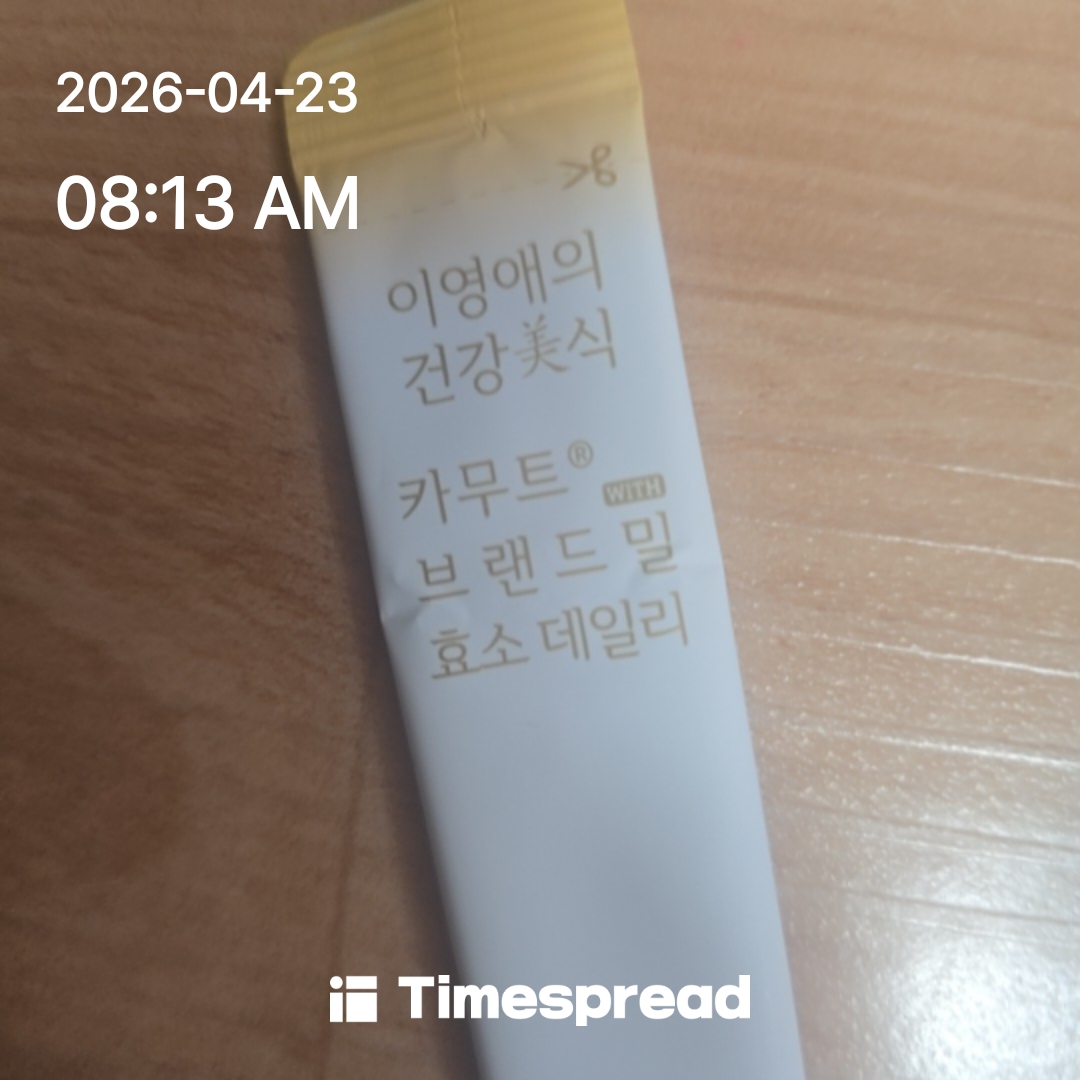 2026-04-23
08:13 AM
이영애의
건강美식
카무트® WITH
브랜드밀
효소 데일리
Timespread